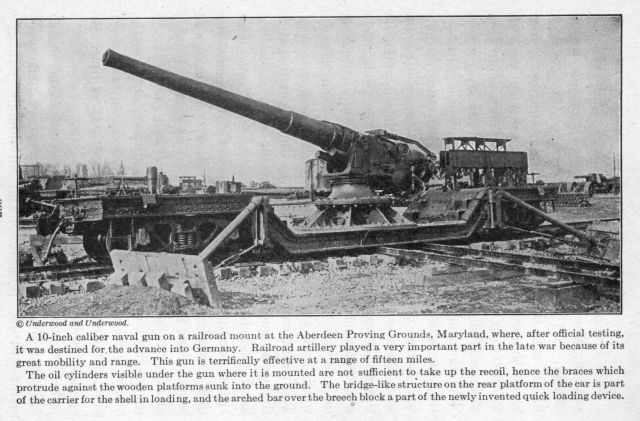 © Underwood and Underwood.
A 10-inch caliber naval gun on a railroad mount at the Aberdeen Proving Grounds, Maryland, where, after official testing,
it was destined for the advance into Germany. Railroad artillery played a very important part in the late war because of its
great mobility and range. This gun is terrifically effective at a range of fifteen miles.
The oil cylinders visible under the gun where it is mounted are not sufficient to take up the recoil, hence the braces which
protrude against the wooden platforms sunk into the ground. The bridge-like structure on the rear platform of the car is part
of the carrier for the shell in loading, and the arched bar over the breech block a part of the newly invented quick loading device.